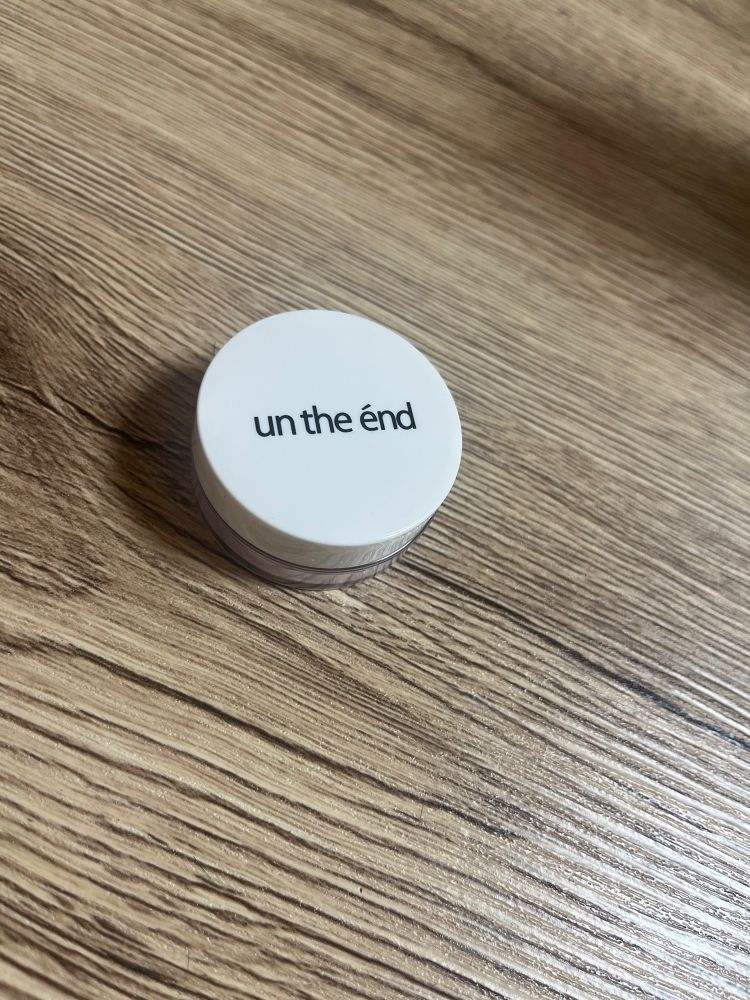 un the énd